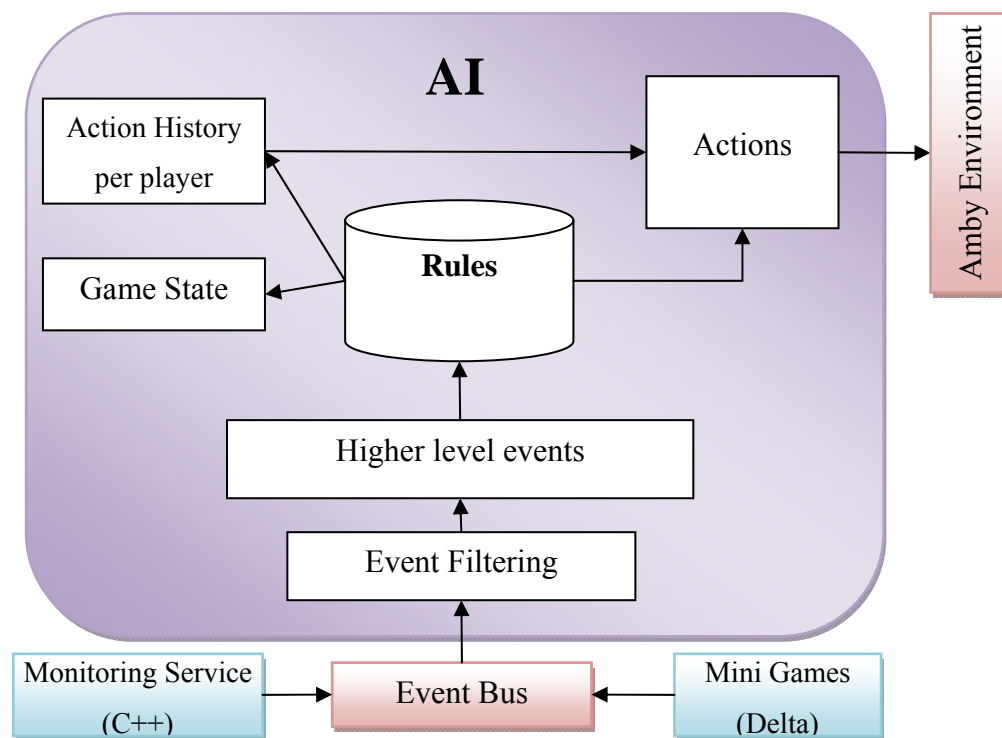 AI
Action History
per player
Actions
Amby Environment
Rules
Game State
Higher level events
Event Filtering
Monitoring Service
(C++)
Event Bus
Mini Games
(Delta)